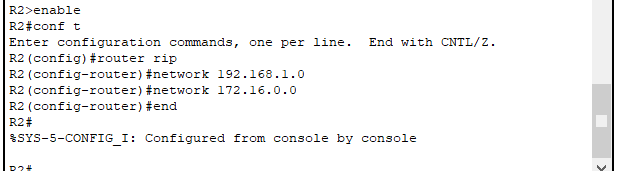 R2>enable
R2#conf t
Enter configuration commands, one per line.  End with CNTL/Z.
R2(config)#router rip
R2(config-router)#network 192.168.1.0
R2(config-router)#network 172.16.0.0
R2(config-router)#end
R2#
%SYS-5-CONFIG_I: Configured from console by console
R2#